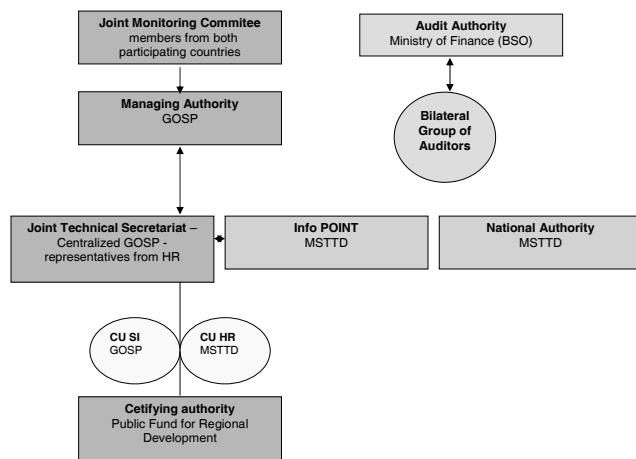 Joint Monitoring Commitee
members from both
participating countries
Audit Authority
Ministry of Finance (BSO)
Managing Authority
GOSP
Bilateral
Group of
Auditors
Joint Technical Secretariat –
Centralized GOSP -
representatives from HR
Info POINT
MSTTD
National Authority
MSTTD
CU SI
GOSP
CU HR
MSTTD
Cetifying authority
Public Fund for Regional
Development